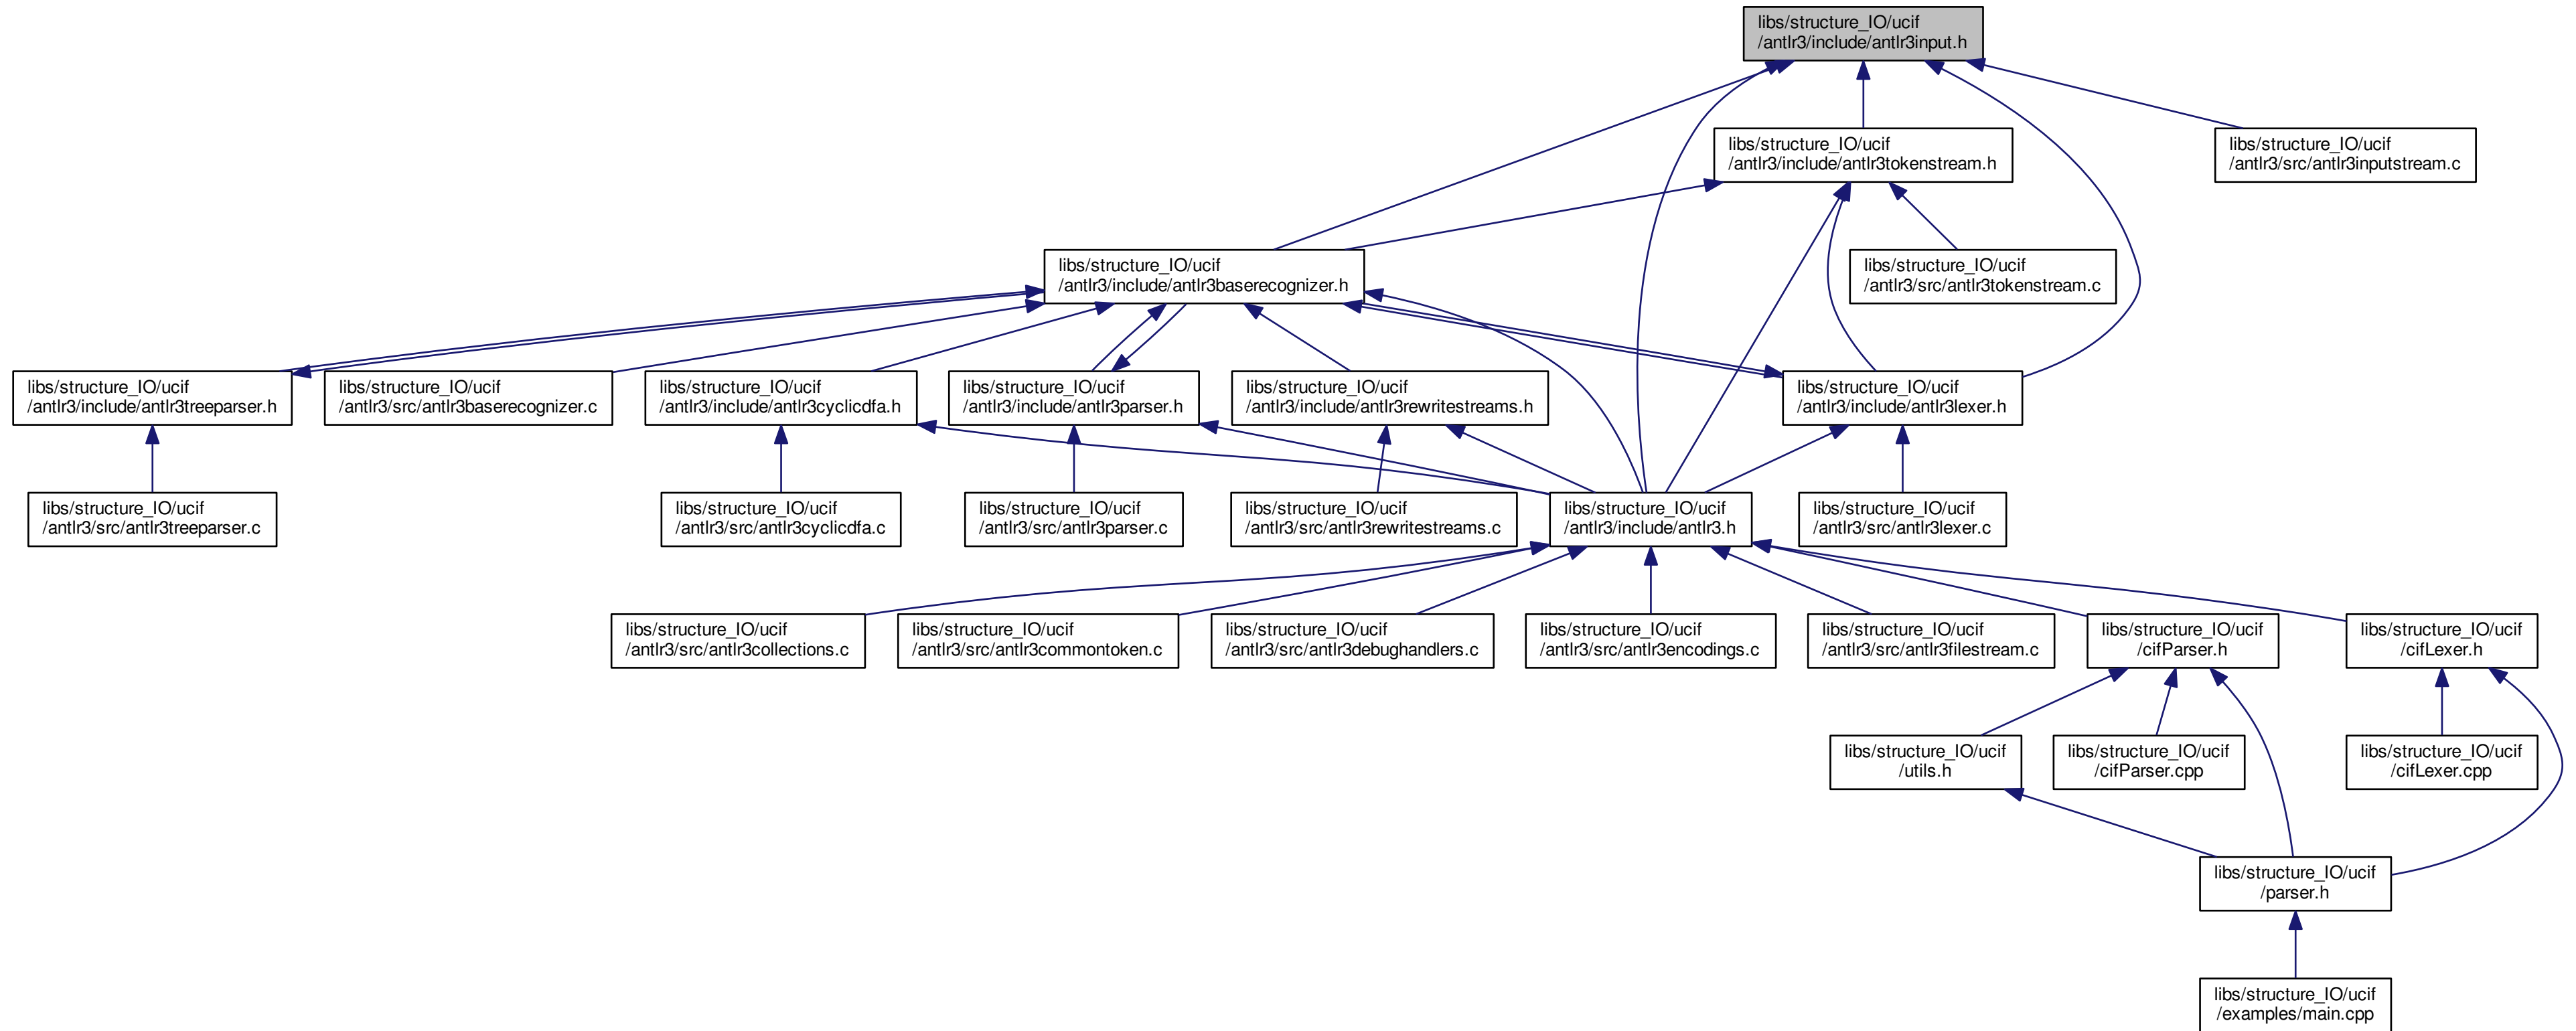 libs/structure_IO/ucif
/antlr3/include/antlr3input.h
libs/structure_IO/ucif
/antlr3/include/antlr3tokenstream.h
libs/structure_IO/ucif
/antlr3/src/antlr3inputstream.c
libs/structure_IO/ucif
/antlr3/include/antlr3baserecognizer.h
libs/structure_IO/ucif
/antlr3/src/antlr3tokenstream.c
libs/structure_IO/ucif
/antlr3/include/antlr3treeparser.h
libs/structure_IO/ucif
/antlr3/src/antlr3baserecognizer.c
libs/structure_IO/ucif
/antlr3/include/antlr3cyclicdfa.h
libs/structure_IO/ucif
/antlr3/include/antlr3parser.h
libs/structure_IO/ucif
/antlr3/include/antlr3rewritestreams.h
libs/structure_IO/ucif
/antlr3/include/antlr3lexer.h
libs/structure_IO/ucif
/antlr3/src/antlr3treeparser.c
libs/structure_IO/ucif
/antlr3/src/antlr3cyclicdfa.c
libs/structure_IO/ucif
/antlr3/src/antlr3parser.c
libs/structure_IO/ucif
/antlr3/src/antlr3rewritestreams.c
libs/structure_IO/ucif
/antlr3/include/antlr3.h
libs/structure_IO/ucif
/antlr3/src/antlr3lexer.c
libs/structure_IO/ucif
/antlr3/src/antlr3collections.c
libs/structure_IO/ucif
/antlr3/src/antlr3commontoken.c
libs/structure_IO/ucif
/antlr3/src/antlr3debughandlers.c
libs/structure_IO/ucif
/antlr3/src/antlr3encodings.c
libs/structure_IO/ucif
/antlr3/src/antlr3filestream.c
libs/structure_IO/ucif
/cifParser.h
libs/structure_IO/ucif
/cifLexer.h
libs/structure_IO/ucif
/utils.h
libs/structure_IO/ucif
/cifParser.cpp
libs/structure_IO/ucif
/cifLexer.cpp
libs/structure_IO/ucif
/parser.h
libs/structure_IO/ucif
/examples/main.cpp